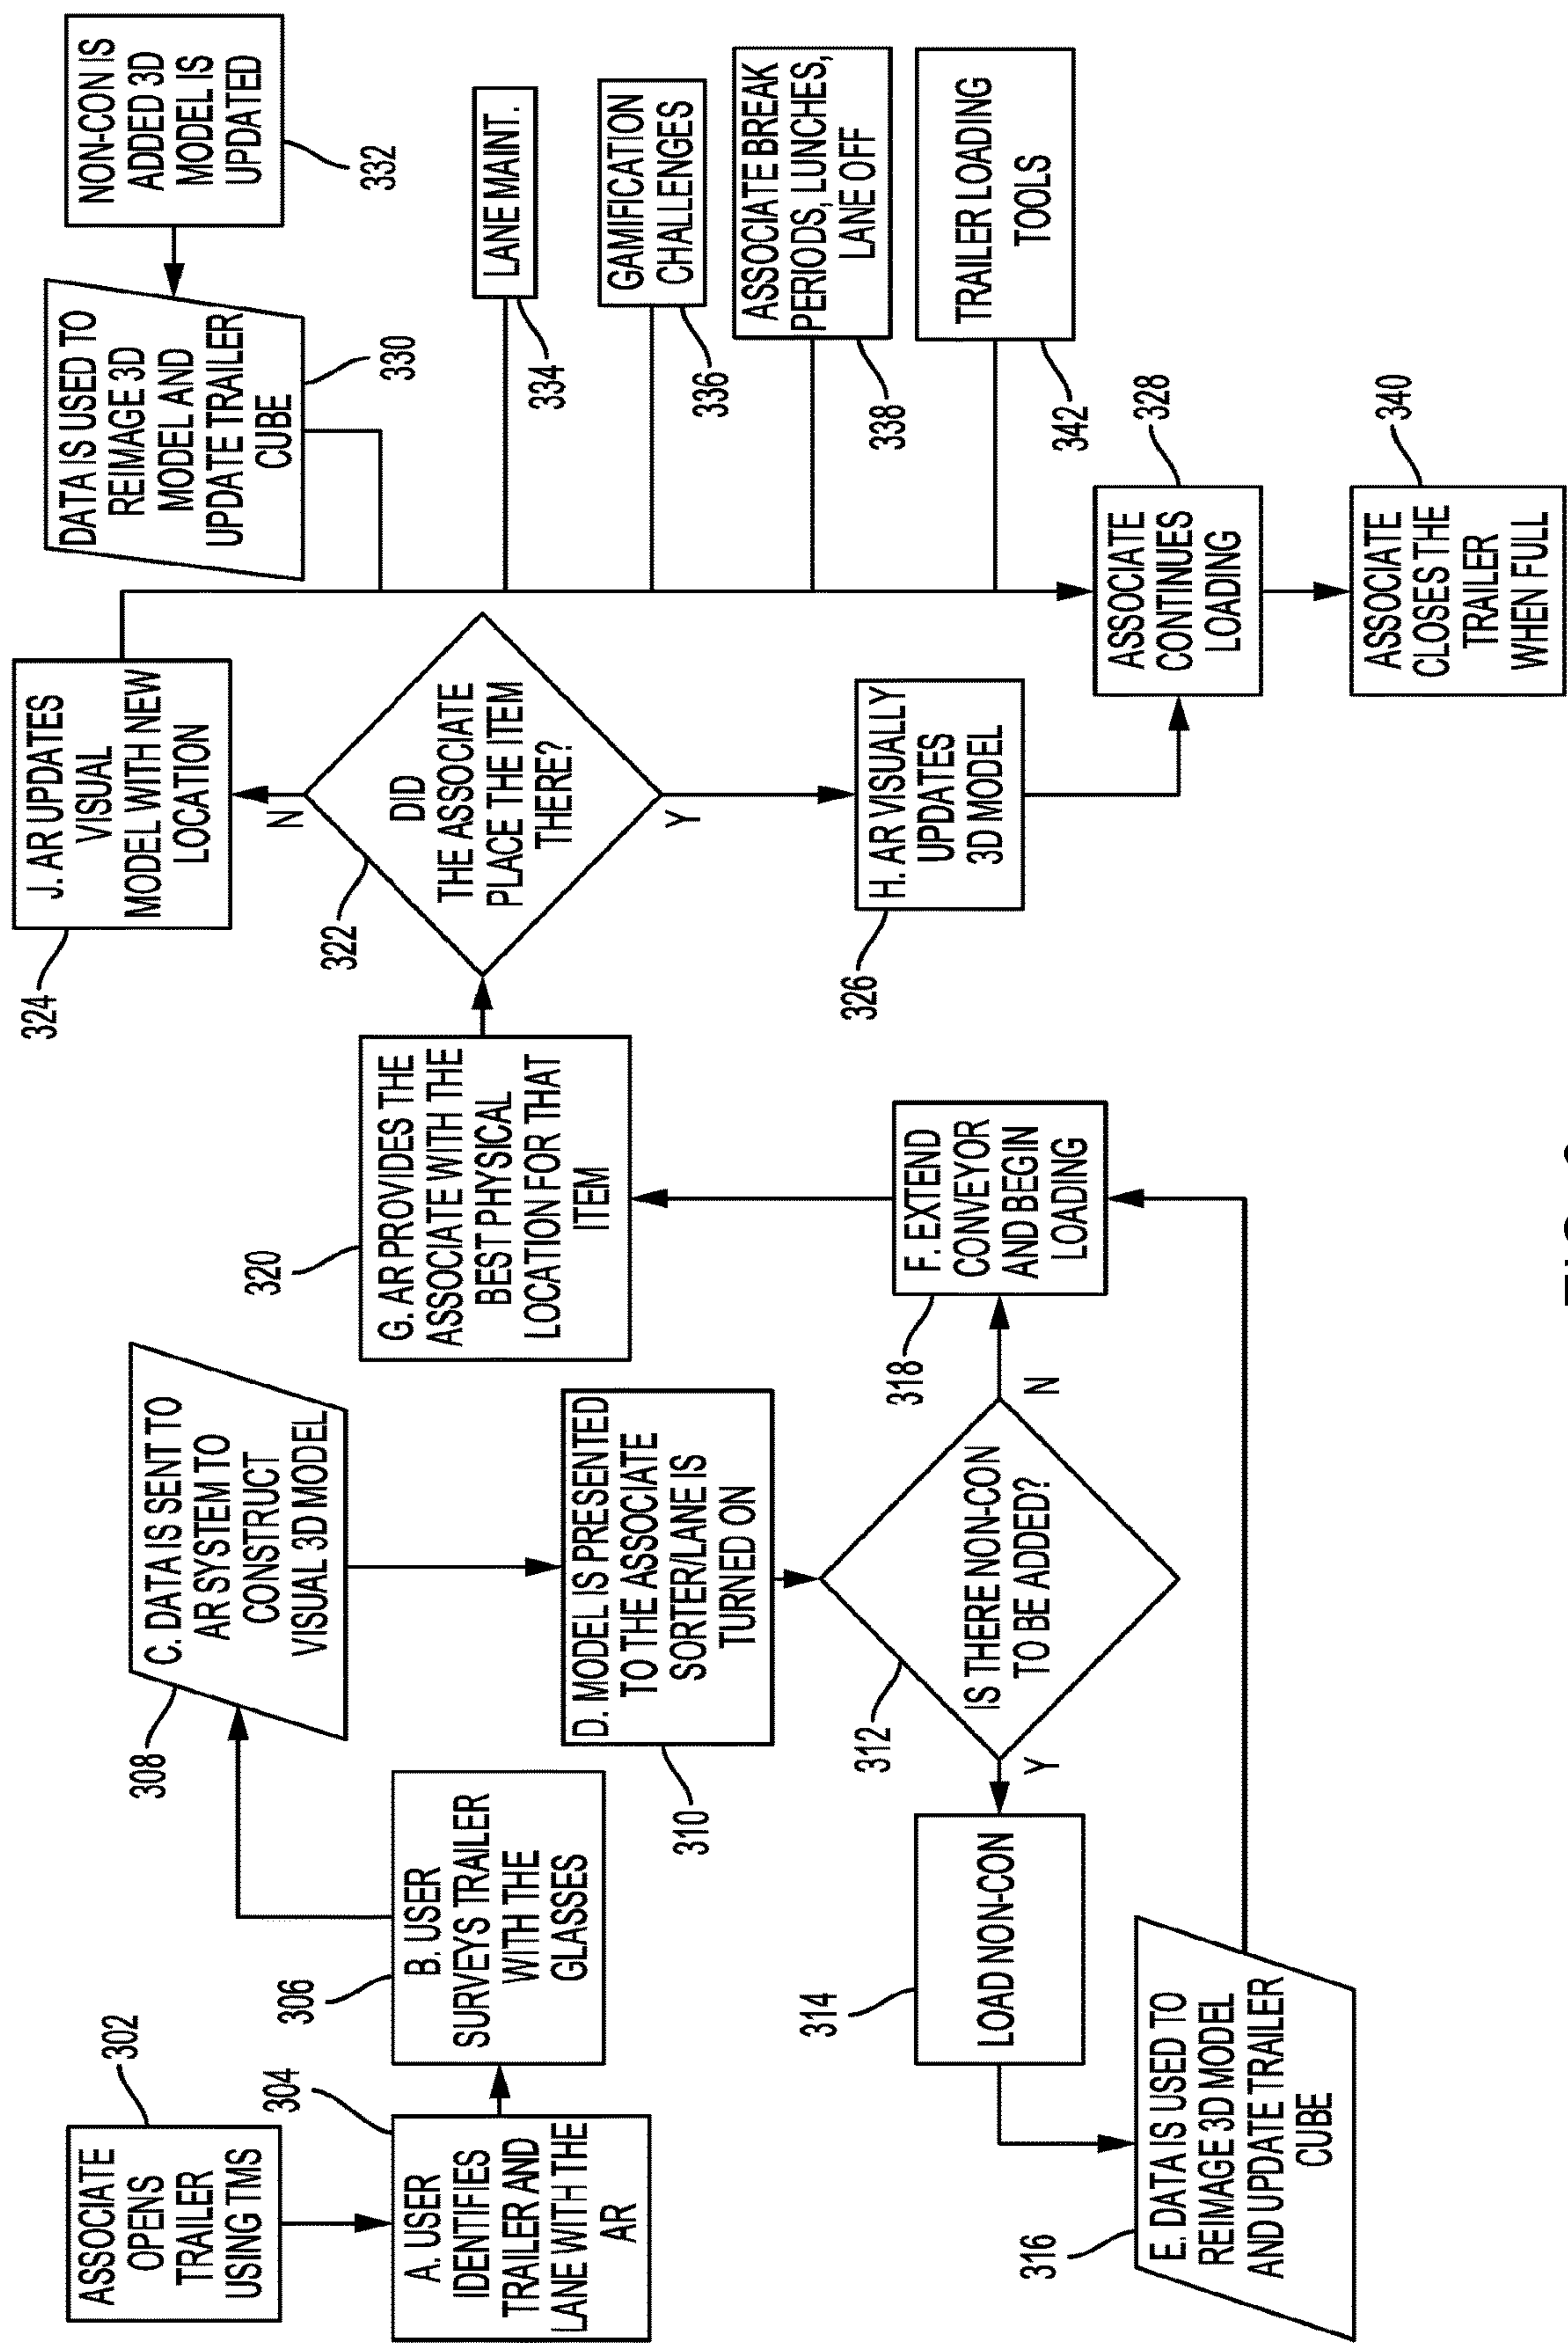 ASSOCIATE
OPENS
TRAILER
USING TMS
302
A. USER
IDENTIFIES
TRAILER AND
LANE WITH THE
AR
304
B. USER
SURVEYS TRAILER
WITH THE
GLASSES
306
C. DATA IS SENT TO
AR SYSTEM TO
CONSTRUCT
VISUAL 3D MODEL
308
D. MODEL IS PRESENTED
TO THE ASSOCIATE
SORTER/LANE IS
TURNED ON
310
IS THERE NON-CON
TO BE ADDED?
312
Y
N
LOAD NON-CON
314
E. DATA IS USED TO
REIMAGE 3D MODEL
AND UPDATE TRAILER
CUBE
316
F. EXTEND
CONVEYOR
AND BEGIN
LOADING
318
G. AR PROVIDES THE
ASSOCIATE WITH THE
BEST PHYSICAL
LOCATION FOR THAT
ITEM
320
DID
THE ASSOCIATE
PLACE THE ITEM
THERE?
322
N
Y
J. AR UPDATES
VISUAL
MODEL WITH NEW
LOCATION
324
H. AR VISUALLY
UPDATES
3D MODEL
326
DATA IS USED TO
REIMAGE 3D
MODEL AND
UPDATE TRAILER
CUBE
330
NON-CON IS
ADDED 3D
MODEL IS
UPDATED
332
LANE MAINT.
334
GAMIFICATION
CHALLENGES
336
ASSOCIATE BREAK
PERIODS, LUNCHES,
LANE OFF
338
TRAILER LOADING
TOOLS
342
ASSOCIATE
CONTINUES
LOADING
328
ASSOCIATE
CLOSES THE
TRAILER
WHEN FULL
340